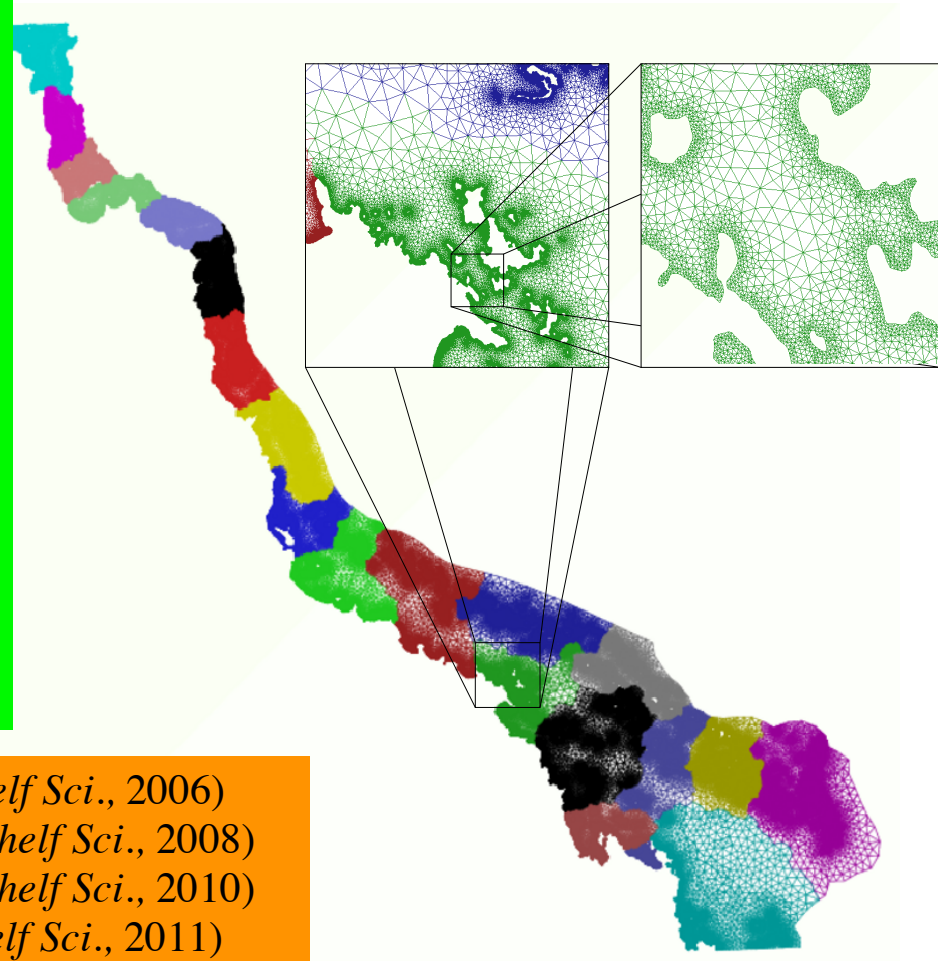 elf Sci., 2006)
helf Sci., 2008)
helf Sci., 2010)
elf Sci., 2011)